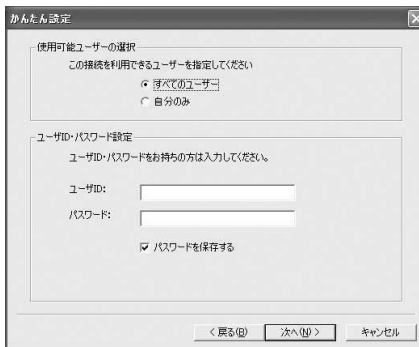 かんたん設定
使用可能ユーザーの選択
この接続を利用できるユーザーを指定してください
すべてのユーザー
自分のみ
ユーザID・パスワード設定
ユーザID・パスワードをお持ちの方は入力してください。
ユーザID:
パスワード:
パスワードを保存する
< 戻る(B)
次へ(N) >
キャンセル